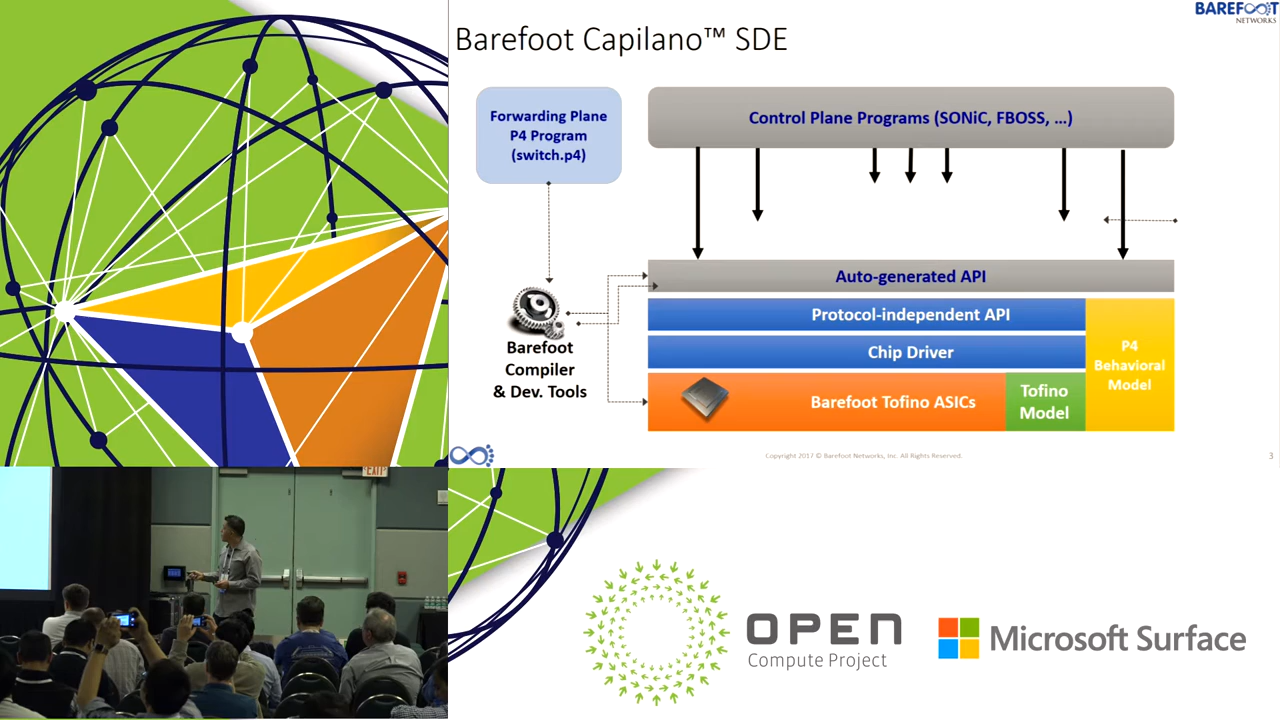 BAREFOOT
NETWORKS
Barefoot Capilano™ SDE
Forwarding Plane
P4 Program
(switch.p4)
Control Plane Programs (SONiC, FBOSS, ...)
Auto-generated API
Protocol-independent API
Chip Driver
Barefoot Tofino ASICs
Tofino
Model
P4
Behavioral
Model
Barefoot
Compiler
& Dev. Tools
Copyright 2017 © Barefoot Networks, Inc. All Rights Reserved.
3
EXIT
OPEN
Compute Project
Microsoft Surface